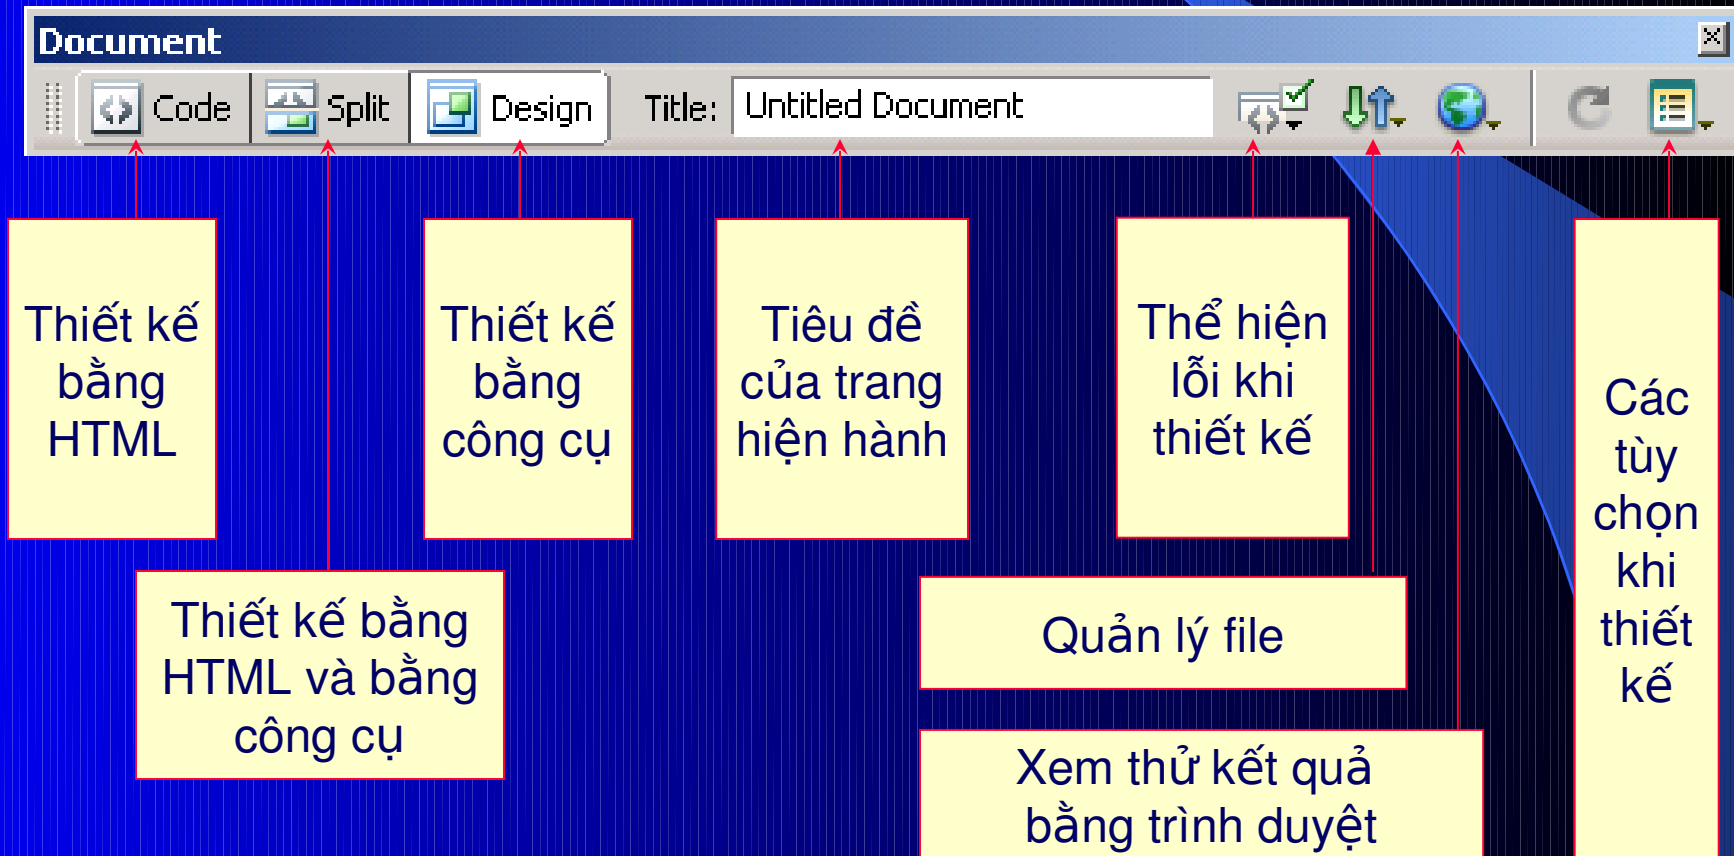 Document
Code Split Design Title: Untitled Document
Thiết kế
bằng
HTML
Thiết kế
bằng
công cụ
Tiêu đề
của trang
hiện hành
Thể hiện
lỗi khi
thiết kế
Các
tùy
chọn
khi
thiết
kế
Thiết kế bằng
HTML và bằng
công cụ
Quản lý file
Xem thử kết quả
bằng trình duyệt